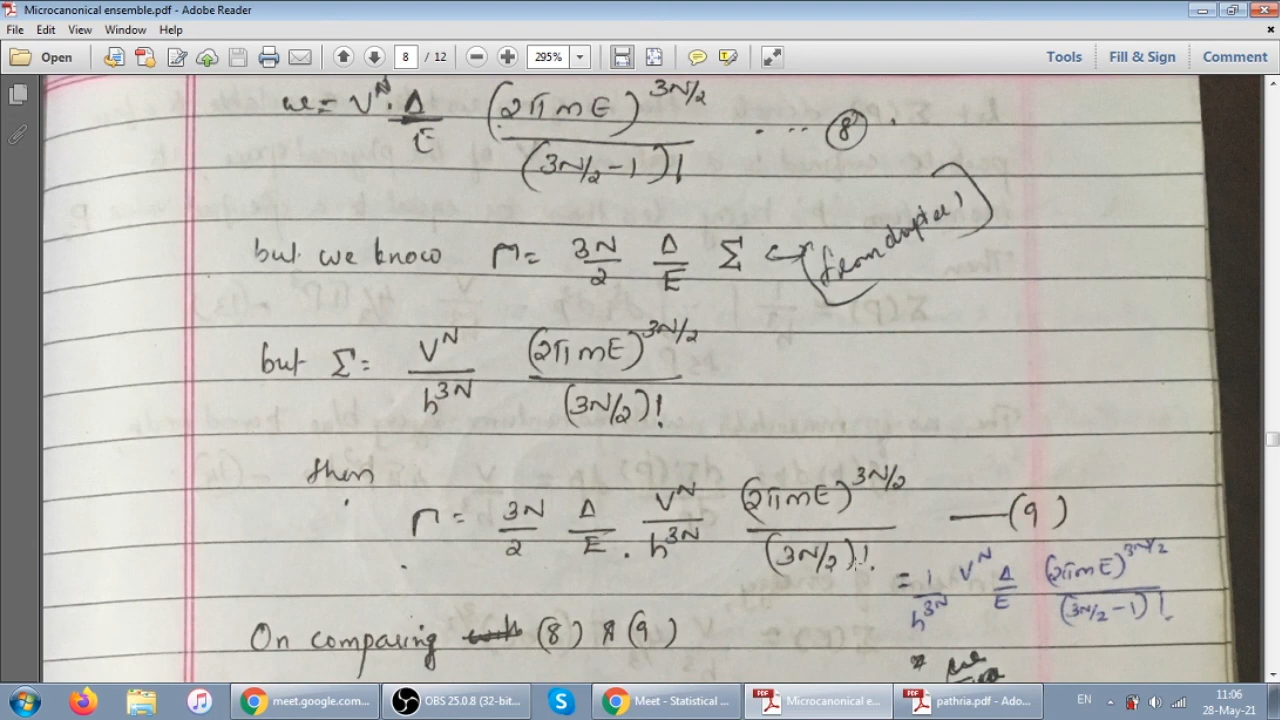 Microcanonical ensemble.pdf - Adobe Reader
File Edit View Window Help
Open 8 / 12 295% Tools Fill & Sign Comment
ω = V^N · Δ/E (2πmE)^3N/2 / (3N/2 - 1)! .... (8)
but we know Γ = 3N/2 Δ/E Σ (from chapter 1)
but Σ = V^N/h^3N (2πmE)^3N/2 / (3N/2)!
then
Γ = 3N/2 Δ/E . V^N/h^3N (2πmE)^3N/2 / (3N/2)! — (9)
= 1/h^3N V^N Δ/E (2πmE)^3N/2 / (3N/2 - 1)!
On comparing (8) & (9)
meet.google.com... OBS 25.0.8 (32-bit... Meet - Statistical ... Microcanonical e... pathria.pdf - Ado... EN 11:06
28-May-21